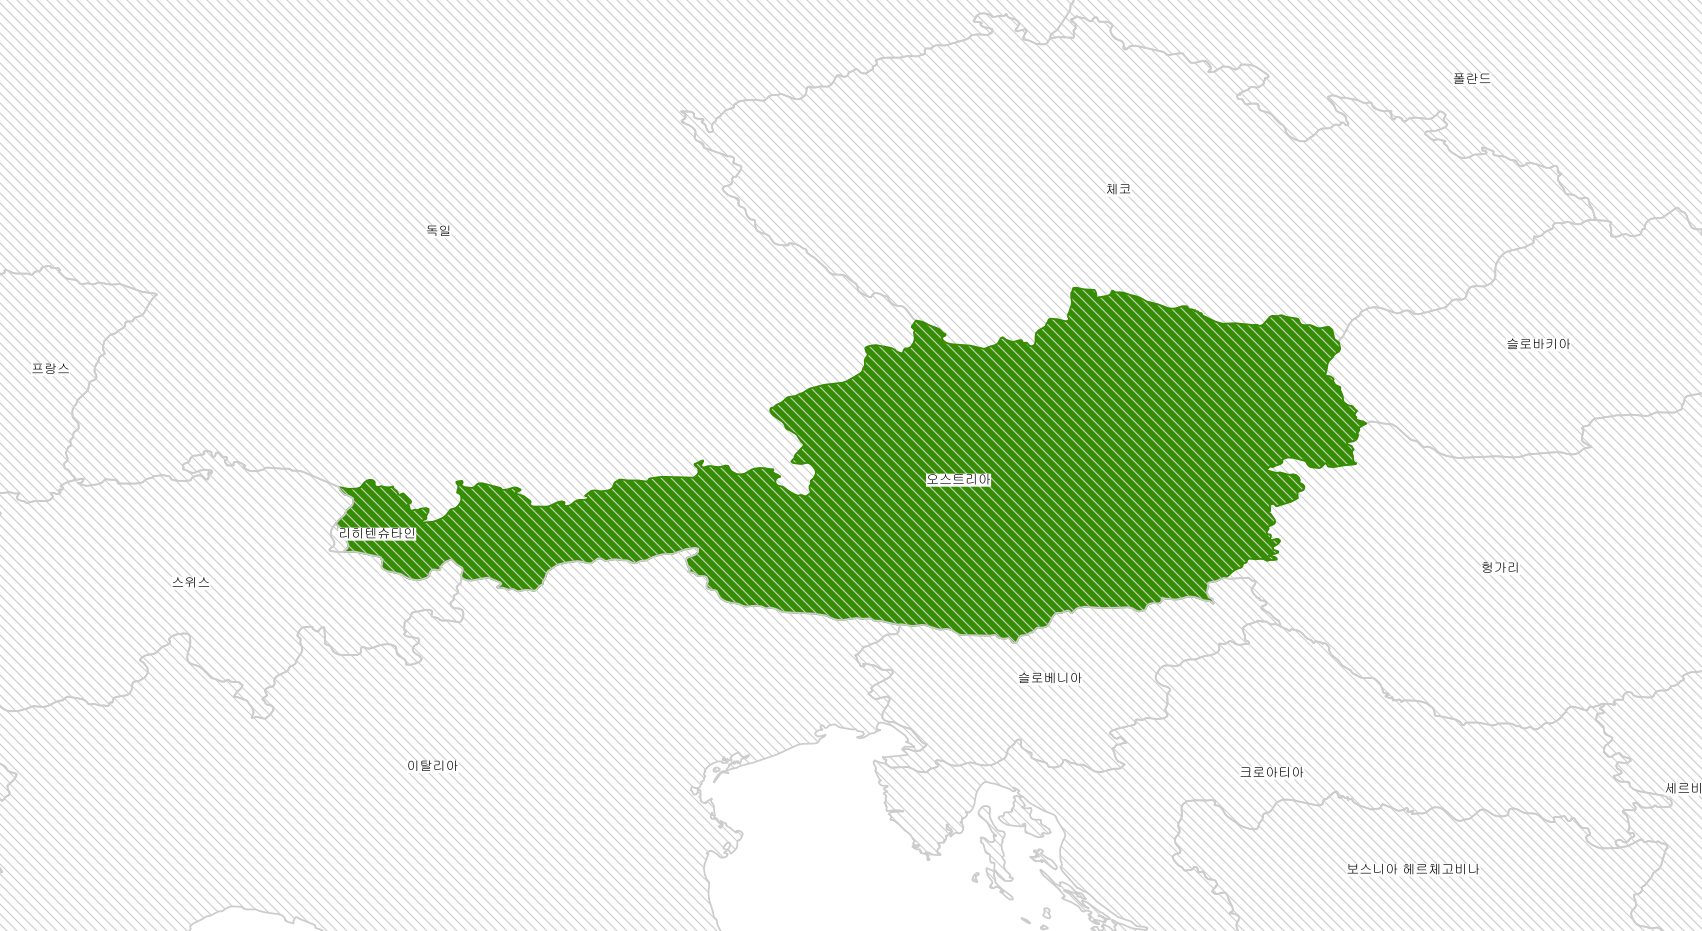 폴란드
체코
독일
슬로바키아
프랑스
오스트리아
리히텐슈타인
헝가리
스위스
슬로베니아
이탈리아
크로아티아
세르비
보스니아 헤르체고비나